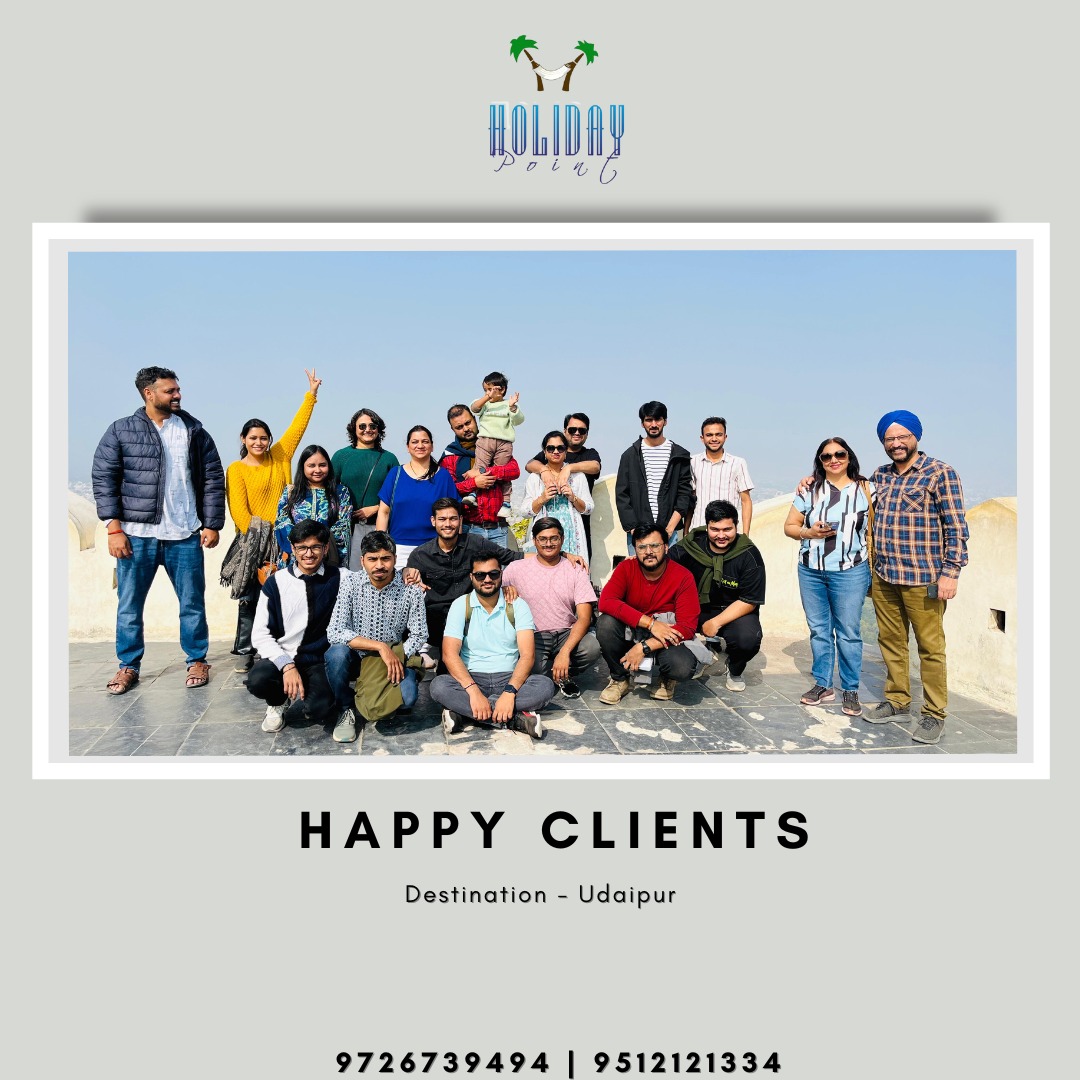 HOLIDAY
Point
HAPPY CLIENTS
Destination - Udaipur
9726739494 | 9512121334